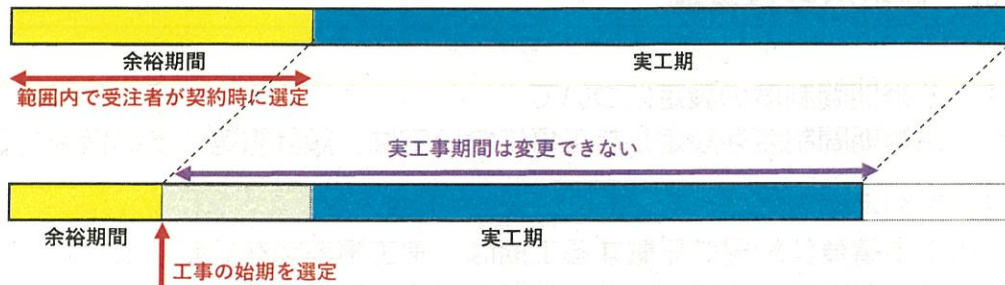 余裕期間
実工期
範囲内で受注者が契約時に選定
実工事期間は変更できない
余裕期間
実工期
工事の始期を選定